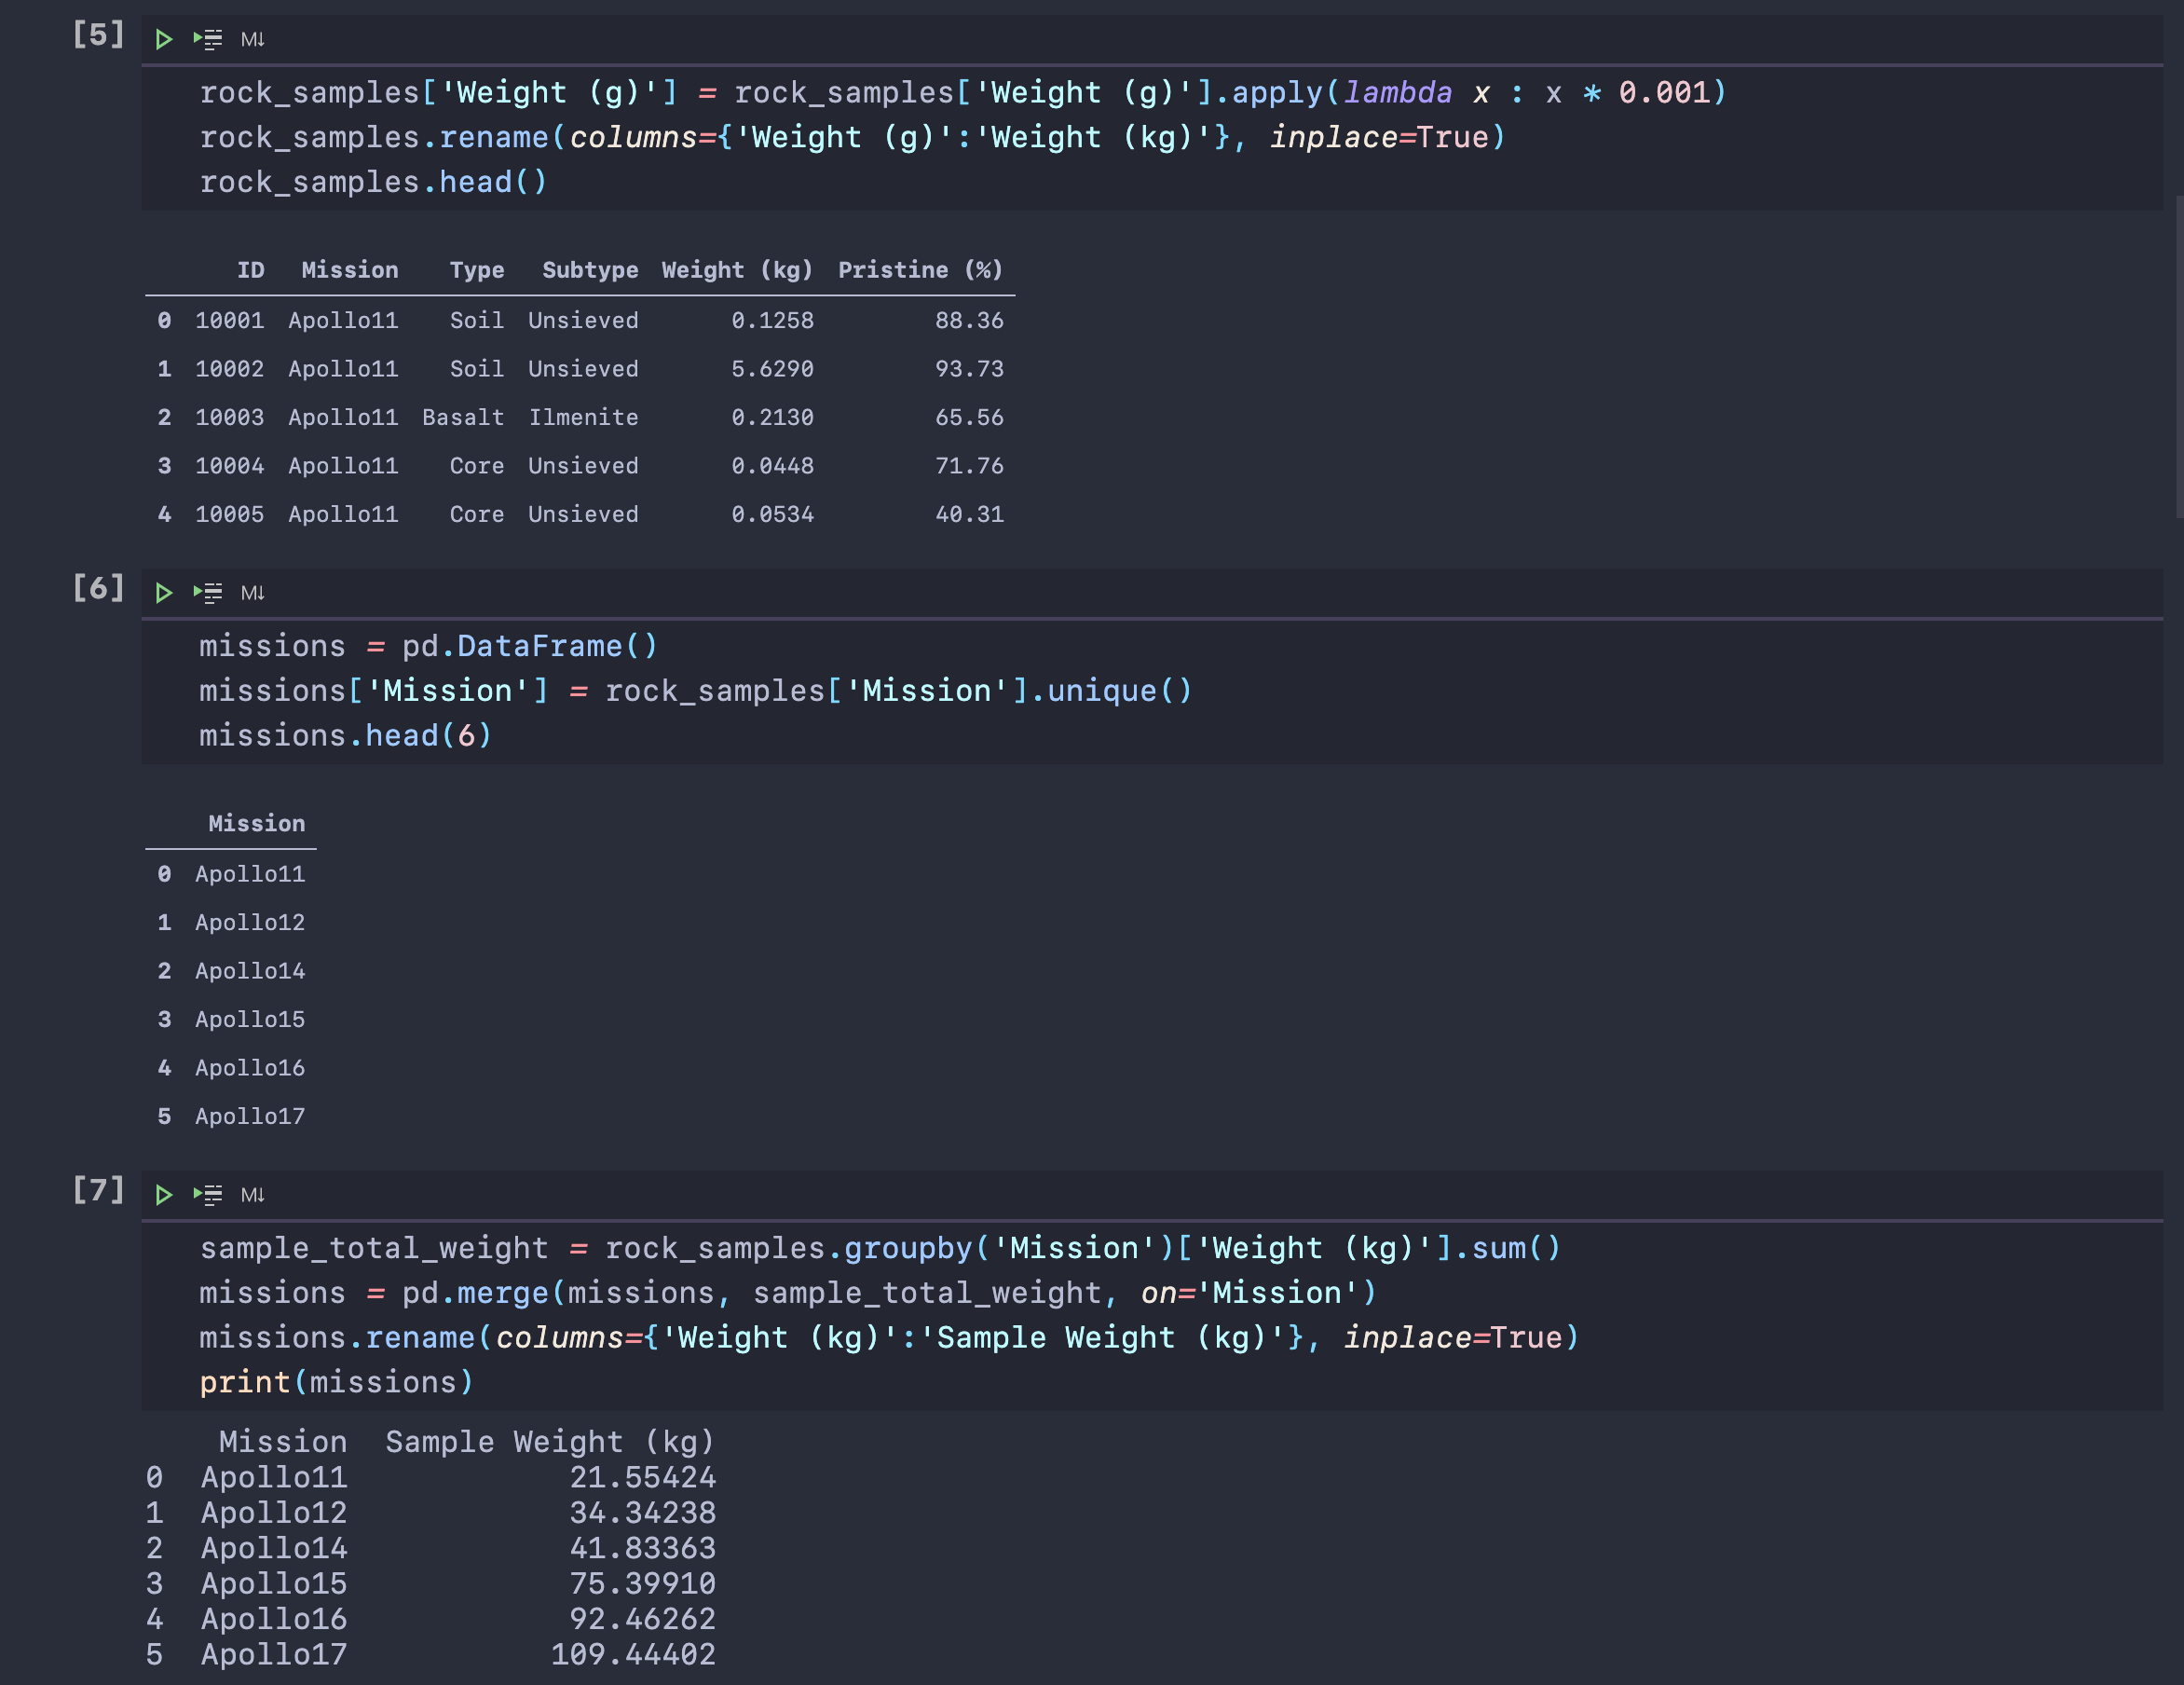 [5] M↓
rock_samples['Weight (g)'] = rock_samples['Weight (g)'].apply(lambda x : x * 0.001)
rock_samples.rename(columns={'Weight (g)':'Weight (kg)'}, inplace=True)
rock_samples.head()
ID Mission Type Subtype Weight (kg) Pristine (%)
0 10001 Apollo11 Soil Unsieved 0.1258 88.36
1 10002 Apollo11 Soil Unsieved 5.6290 93.73
2 10003 Apollo11 Basalt Ilmenite 0.2130 65.56
3 10004 Apollo11 Core Unsieved 0.0448 71.76
4 10005 Apollo11 Core Unsieved 0.0534 40.31
[6] M↓
missions = pd.DataFrame()
missions['Mission'] = rock_samples['Mission'].unique()
missions.head(6)
Mission
0 Apollo11
1 Apollo12
2 Apollo14
3 Apollo15
4 Apollo16
5 Apollo17
[7] M↓
sample_total_weight = rock_samples.groupby('Mission')['Weight (kg)'].sum()
missions = pd.merge(missions, sample_total_weight, on='Mission')
missions.rename(columns={'Weight (kg)':'Sample Weight (kg)'}, inplace=True)
print(missions)
Mission Sample Weight (kg)
0 Apollo11 21.55424
1 Apollo12 34.34238
2 Apollo14 41.83363
3 Apollo15 75.39910
4 Apollo16 92.46262
5 Apollo17 109.44402